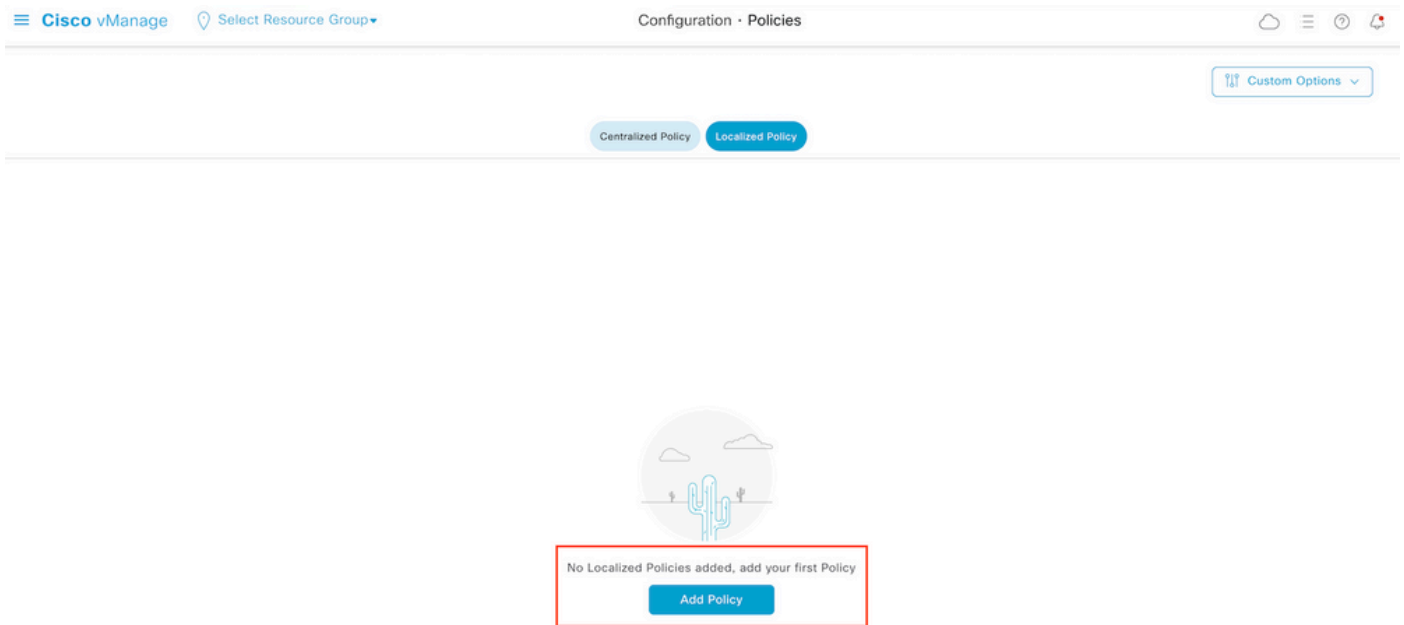 Cisco vManage
Select Resource Group
Configuration · Policies
Custom Options
Centralized Policy
Localized Policy
No Localized Policies added, add your first Policy
Add Policy